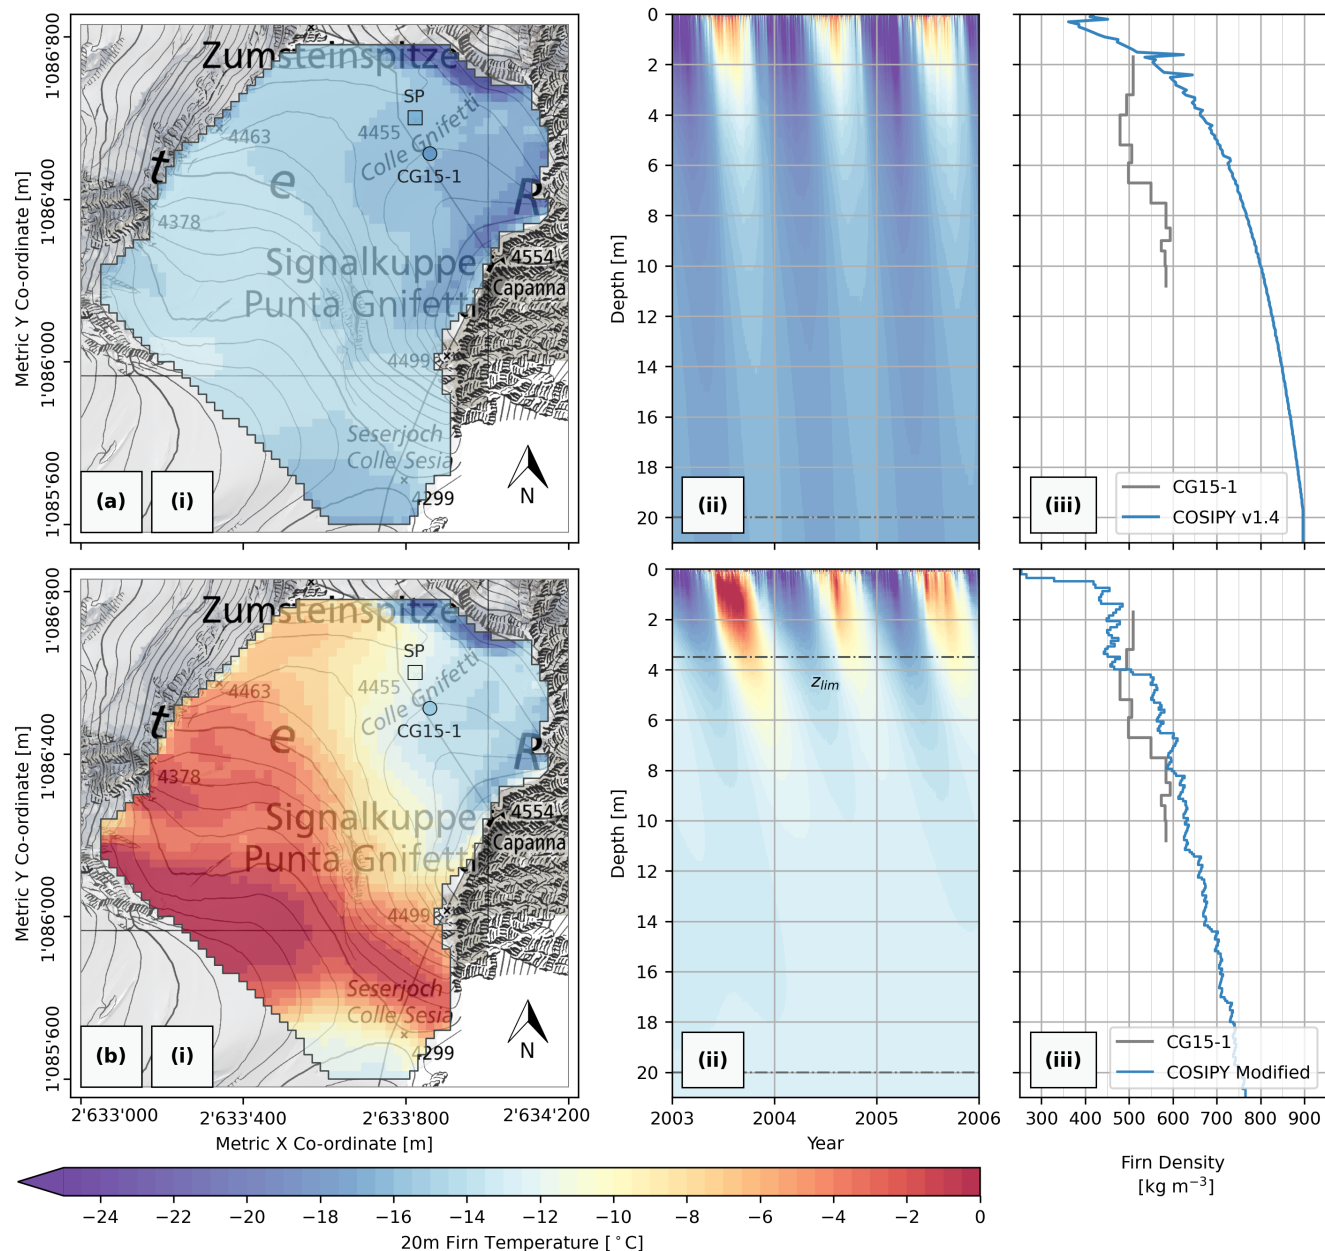 1'086'800
1'086'400
1'086'000
1'085'600
Metric Y Co-ordinate [m]
Zumsteinspitze
SP
4463
4455
Colle Gnifetti
CG15-1
t
e
R
4378
Signalkuppe
Punta Gnifetti
4554
Capanna
4499
Seserjoch
Colle Sesia
4299
N
(a)
(i)
0
2
4
6
8
10
12
14
16
18
20
Depth [m]
(ii)
(iii)
CG15-1
COSIPY v1.4
1'086'800
1'086'400
1'086'000
1'085'600
Metric Y Co-ordinate [m]
Zumsteinspitze
SP
4463
4455
Colle Gnifetti
CG15-1
t
e
R
4378
Signalkuppe
Punta Gnifetti
4554
Capanna
4499
Seserjoch
Colle Sesia
4299
N
(b)
(i)
2'633'000
2'633'400
2'633'800
2'634'200
Metric X Co-ordinate [m]
0
2
4
6
8
10
12
14
16
18
20
Depth [m]
z_lim
(ii)
2003
2004
2005
2006
Year
(iii)
CG15-1
COSIPY Modified
300 400 500 600 700 800 900
Firn Density
[kg m⁻³]
−24 −22 −20 −18 −16 −14 −12 −10 −8 −6 −4 −2 0
20m Firn Temperature [°C]